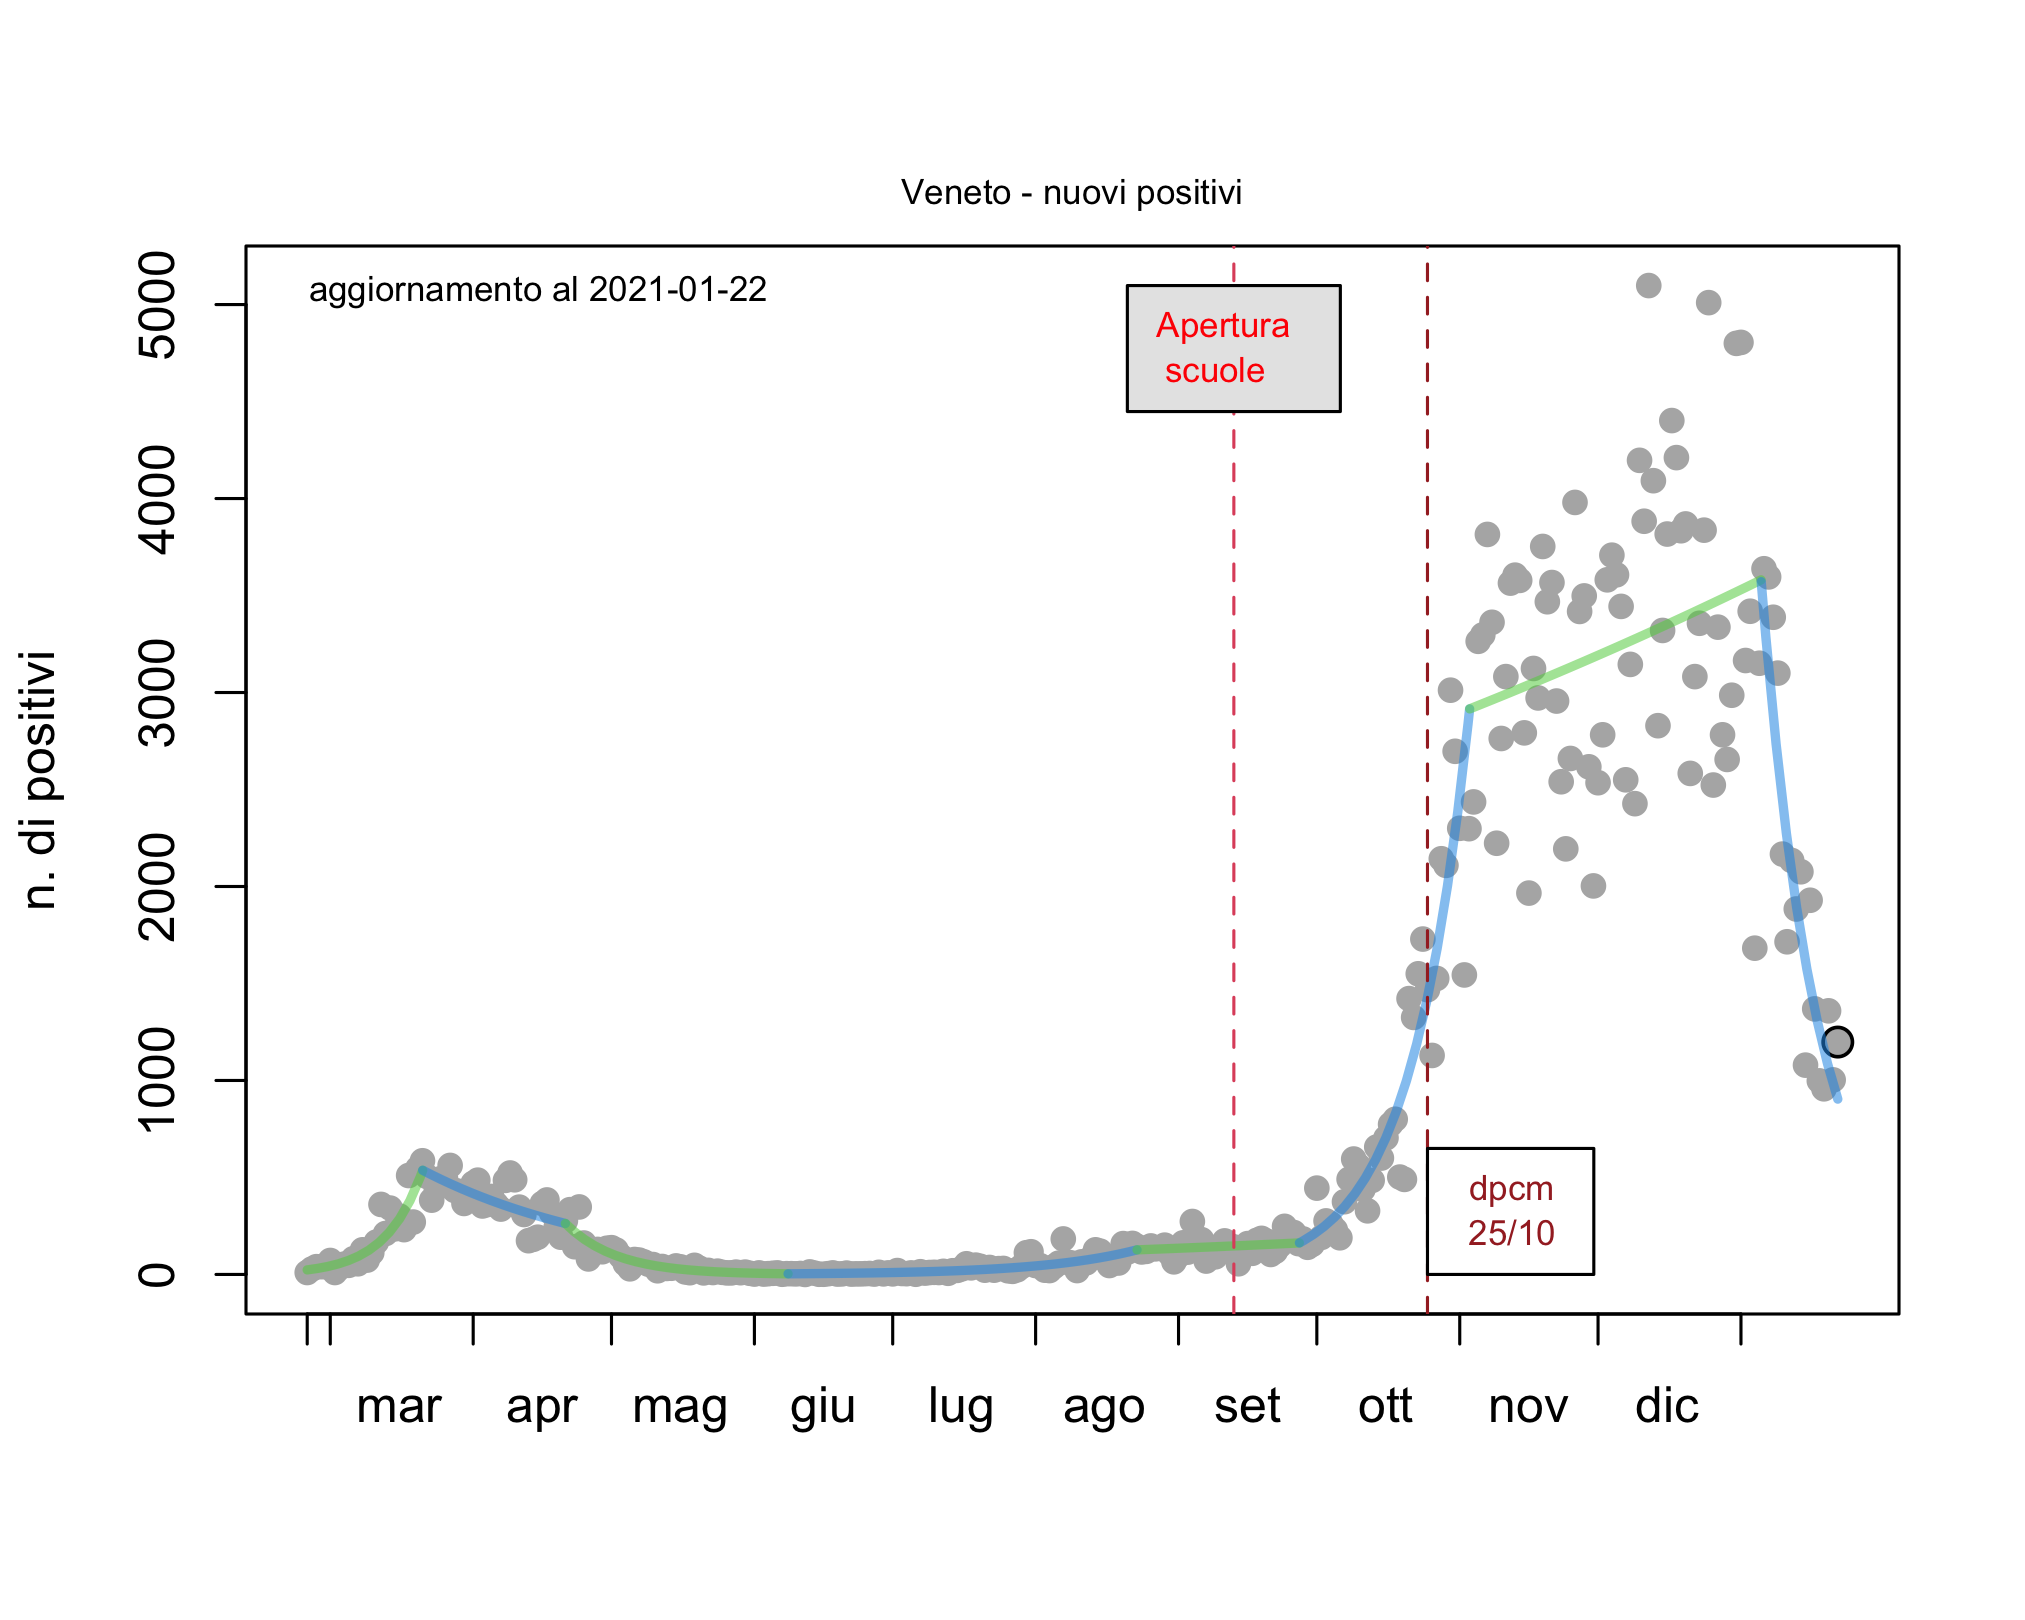 Veneto - nuovi positivi
aggiornamento al 2021-01-22
Apertura
scuole
dpcm
25/10
n. di positivi
5000
4000
3000
2000
1000
0
mar apr mag giu lug ago set ott nov dic